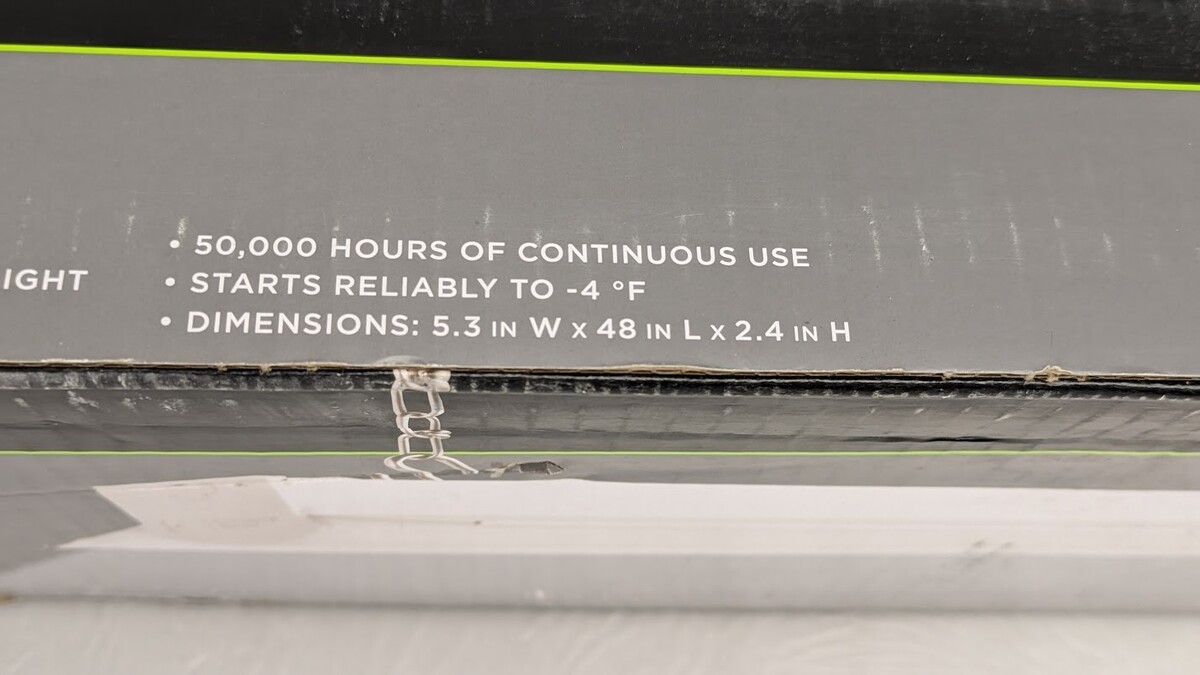 • 50,000 HOURS OF CONTINUOUS USE
IGHT
• STARTS RELIABLY TO -4 °F
• DIMENSIONS: 5.3 IN W X 48 IN L X 2.4 IN H